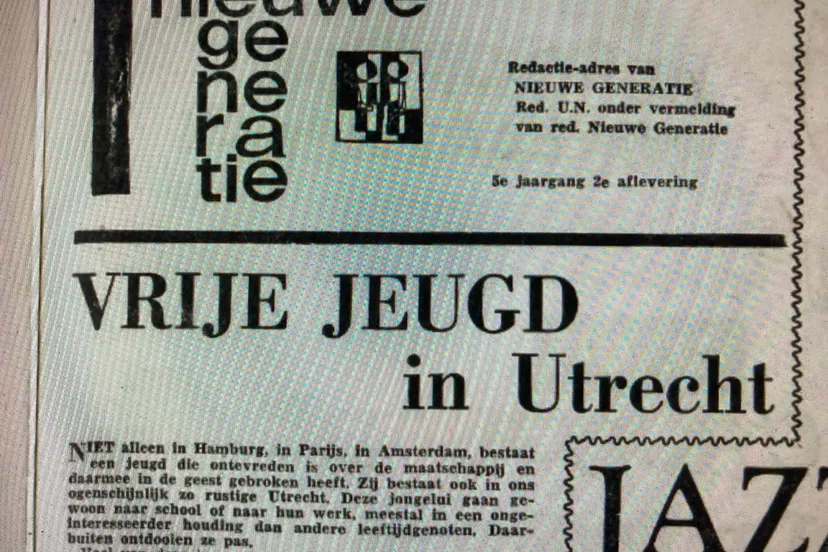 nieuwe
ge
ne
ra
tie
Redactie-adres van
NIEUWE GENERATIE
Red. U.N. onder vermelding
van red. Nieuwe Generatie
5e jaargang 2e aflevering
VRIJE JEUGD
in Utrecht
NIET alleen in Hamburg, in Parijs, in Amsterdam, bestaat
een jeugd die ontevreden is over de maatschappij en
daarmee in de geest gebroken heeft. Zij bestaat ook in ons
ogenschijnlijk zo rustige Utrecht. Deze jongelui gaan ge-
woon naar school of naar hun werk, meestal in een onge-
interesseerder houding dan andere leeftijdgenoten. Daar-
buiten ontdooien ze pas.
JAZZ